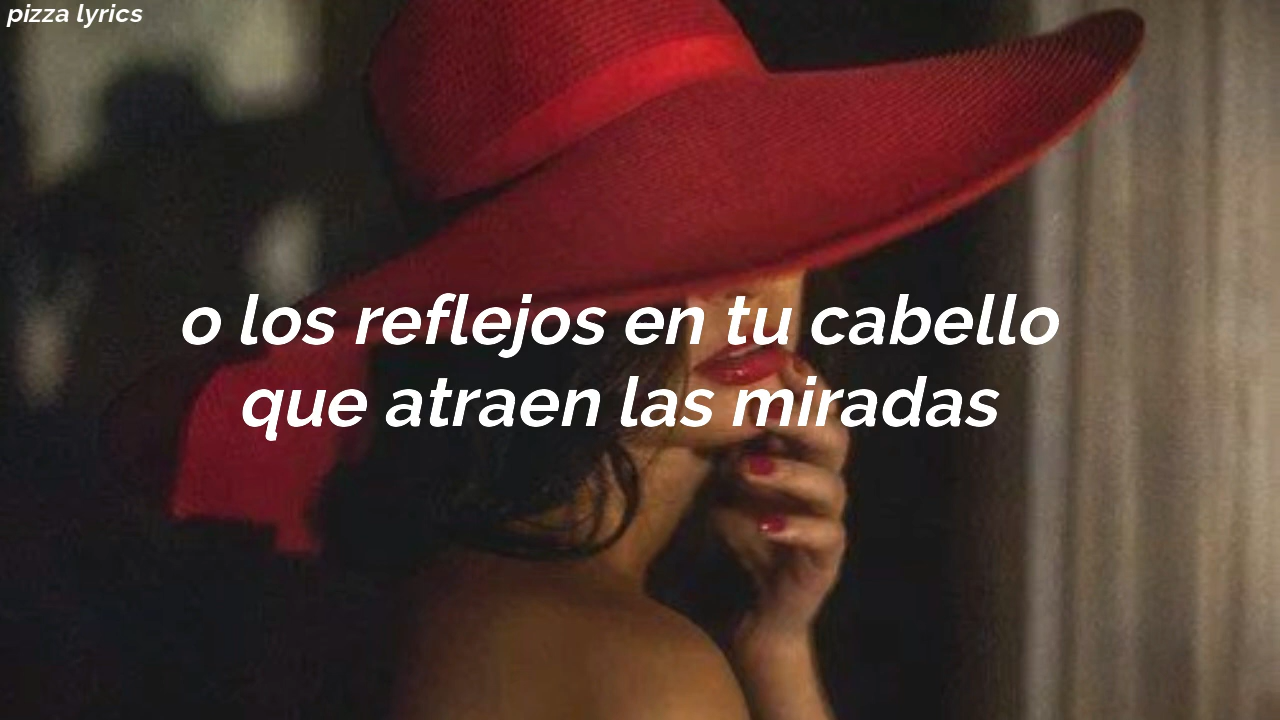 pizza lyrics
o los reflejos en tu cabello
que atraen las miradas